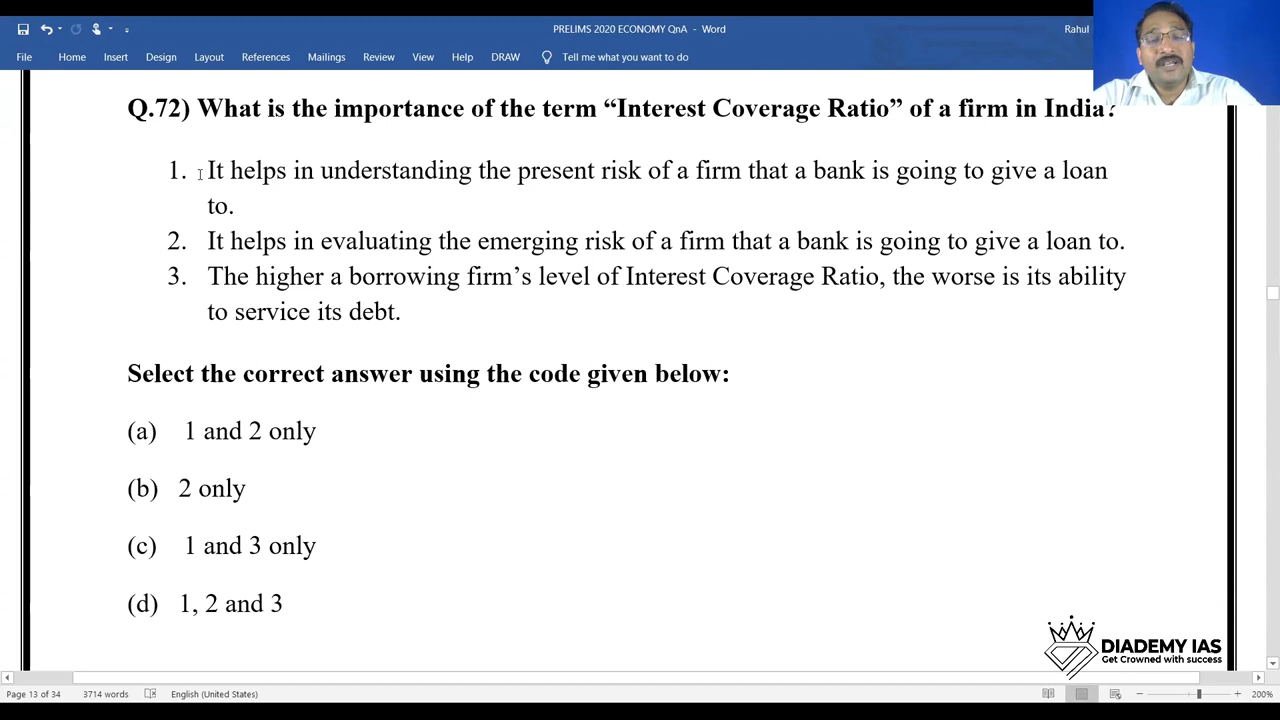 PRELIMS 2020 ECONOMY QnA - Word
Rahul
File Home Insert Design Layout References Mailings Review View Help DRAW Tell me what you want to do
Q.72) What is the importance of the term “Interest Coverage Ratio” of a firm in India?
1. It helps in understanding the present risk of a firm that a bank is going to give a loan
to.
2. It helps in evaluating the emerging risk of a firm that a bank is going to give a loan to.
3. The higher a borrowing firm’s level of Interest Coverage Ratio, the worse is its ability
to service its debt.
Select the correct answer using the code given below:
(a) 1 and 2 only
(b) 2 only
(c) 1 and 3 only
(d) 1, 2 and 3
DIADEMY IAS
Get Crowned with success
Page 13 of 34 3714 words English (United States) 200%